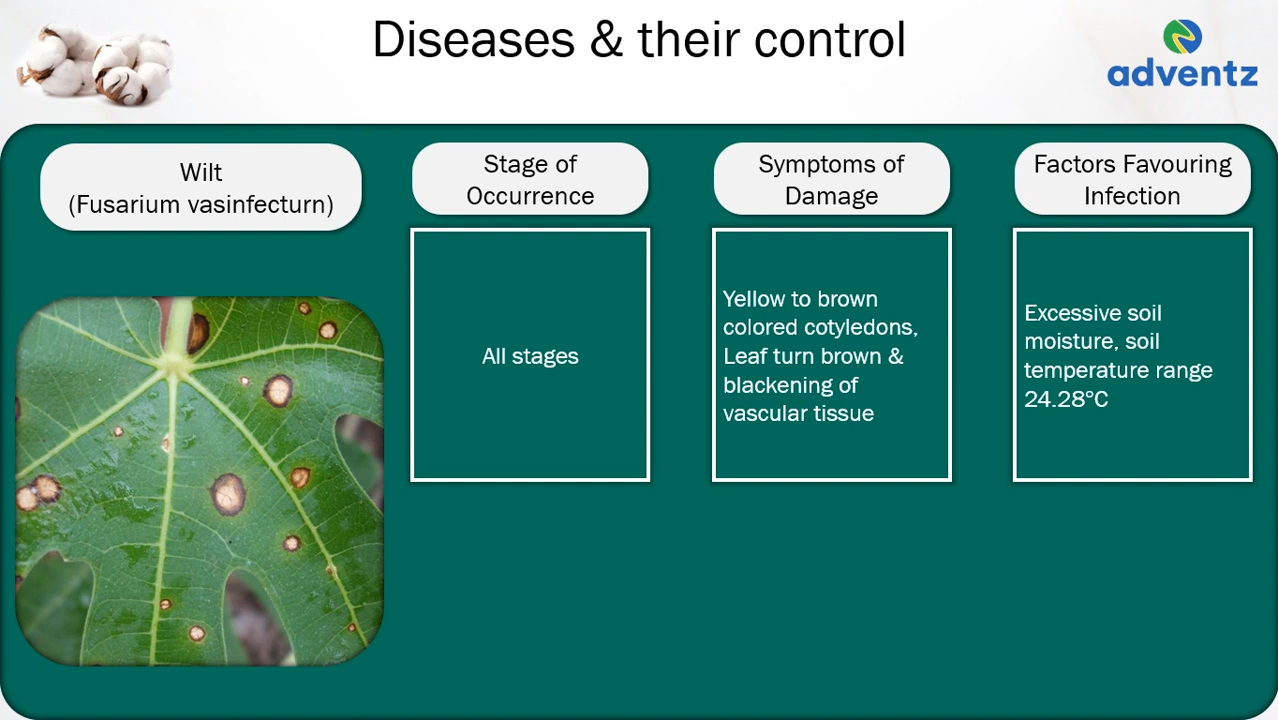 Diseases & their control
adventz
Wilt
(Fusarium vasinfecturn)
Stage of
Occurrence
All stages
Symptoms of
Damage
Yellow to brown
colored cotyledons,
Leaf turn brown &
blackening of
vascular tissue
Factors Favouring
Infection
Excessive soil
moisture, soil
temperature range
24.28°C